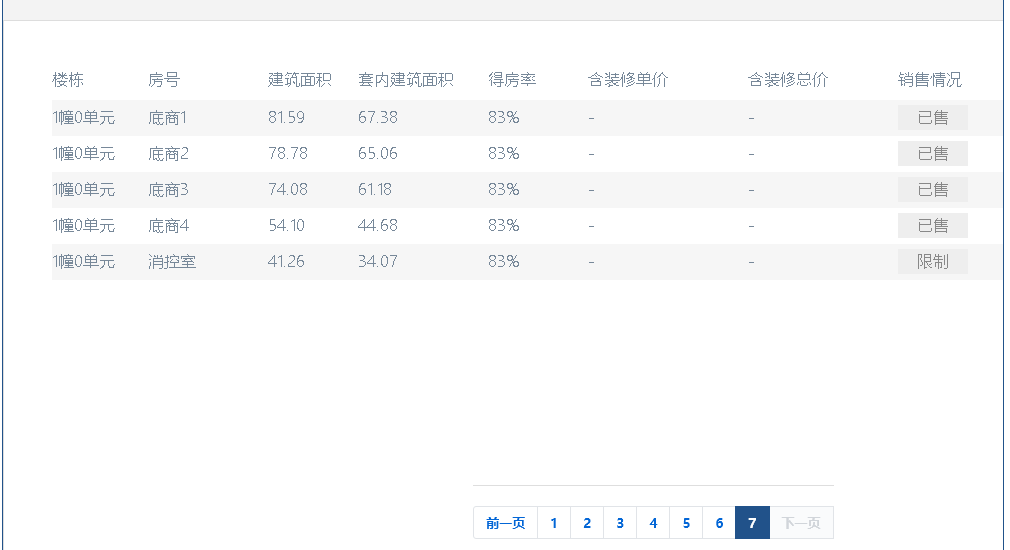 楼栋 房号 建筑面积 套内建筑面积 得房率 含装修单价 含装修总价 销售情况
1幢0单元 底商1 81.59 67.38 83% - - 已售
1幢0单元 底商2 78.78 65.06 83% - - 已售
1幢0单元 底商3 74.08 61.18 83% - - 已售
1幢0单元 底商4 54.10 44.68 83% - - 已售
1幢0单元 消控室 41.26 34.07 83% - - 限制
前一页 1 2 3 4 5 6 7 下一页